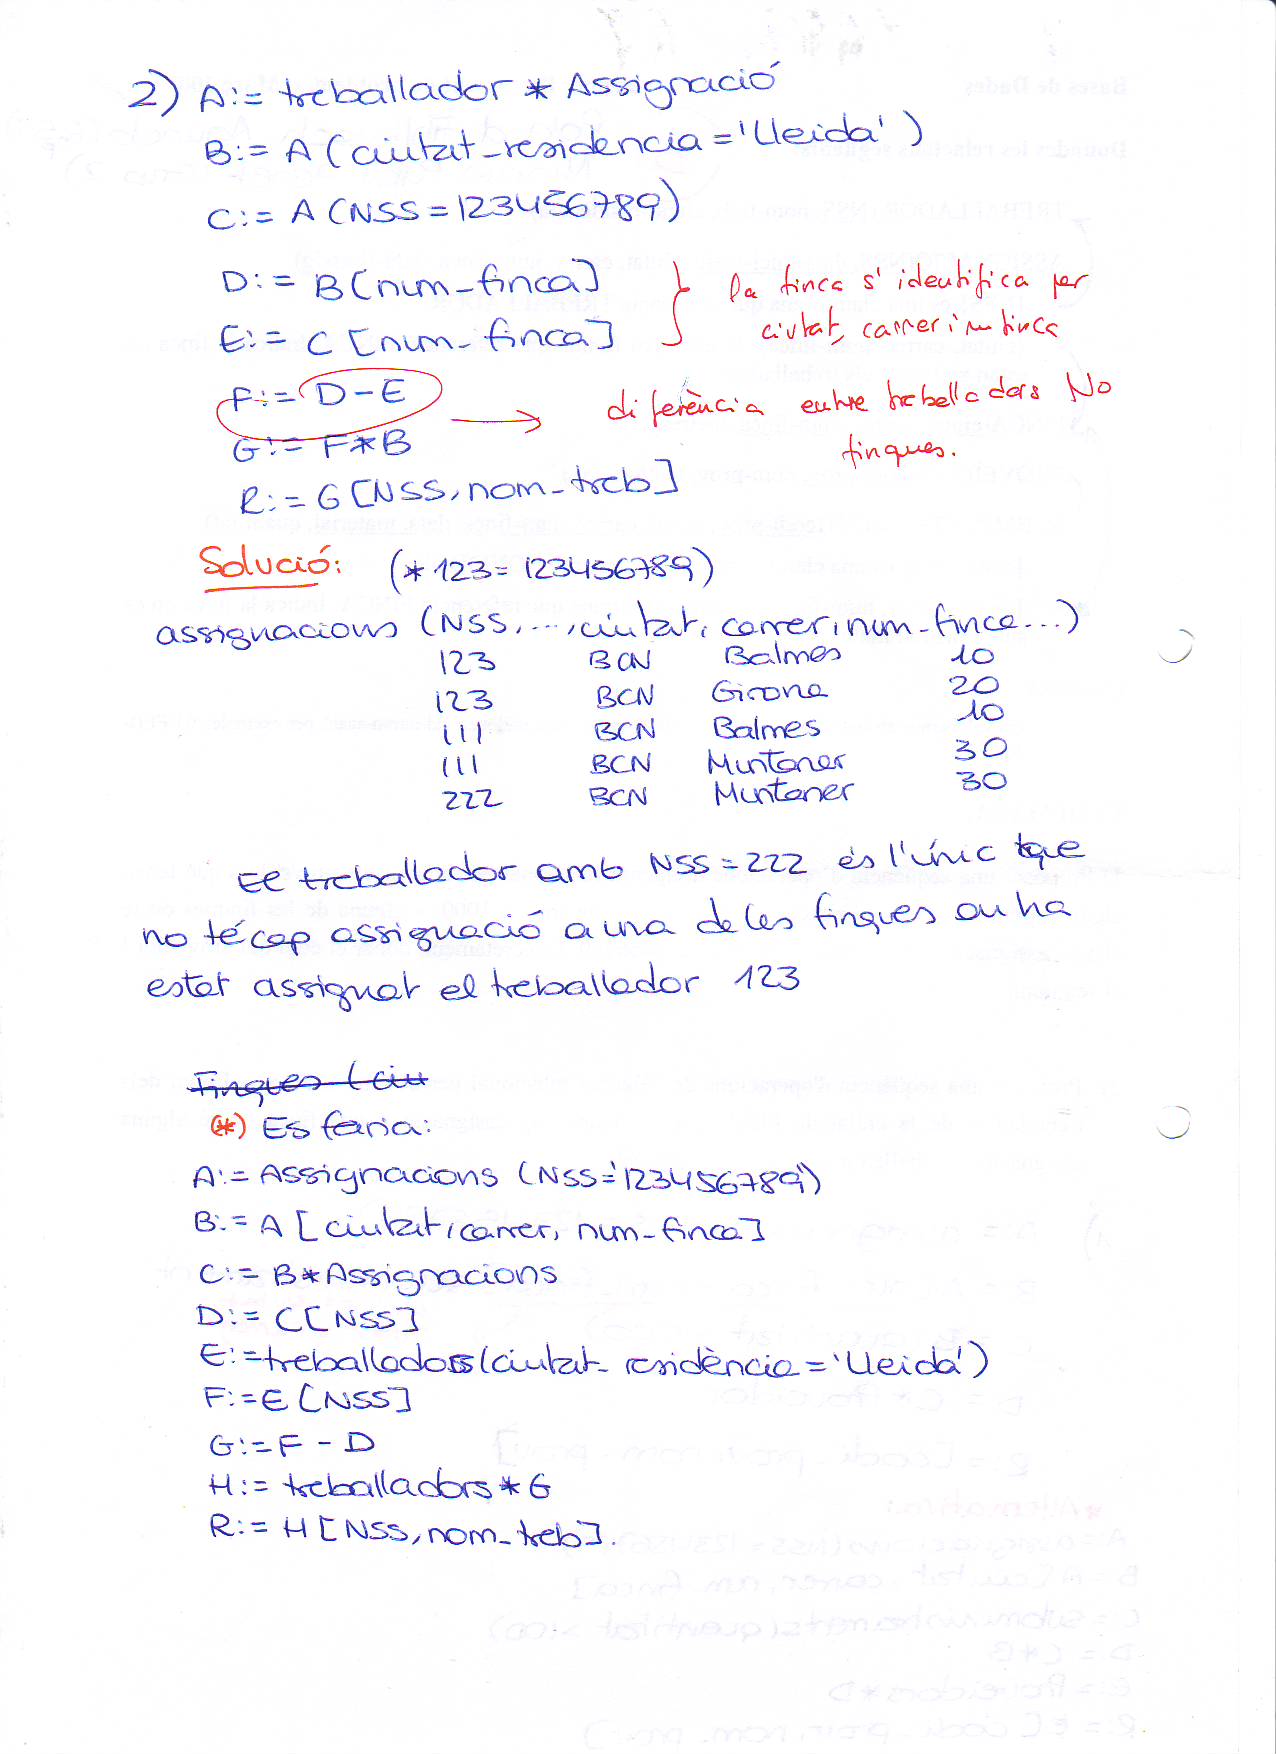 2) A:= treballador * Assignació
B:= A (ciutat_residencia = 'Lleida')
C:= A (NSS = 123456789)
D:= B [num_finca]
E:= C [num_finca]
la finca s'identifica per
ciutat, carrer i nº finca
F:= D - E
diferència entre treballadors NO
finques.
G:= F * B
R:= G [NSS, nom_treb]
Solució: (* 123 = 123456789)
assignacions (NSS, ..., ciutat, carrer, num_finca...)
123 BCN Balmes 10
123 BCN Girona 20
111 BCN Balmes 10
111 BCN Muntaner 30
222 BCN Muntaner 30
El treballador amb NSS = 222 és l'únic que
no té cap assignació a una de les finques on ha
estat assignat el treballador 123
Finques (ciu
(*) Es faria:
A:= Assignacions (NSS='123456789')
B:= A [ciutat, carrer, num_finca]
C:= B * Assignacions
D:= C [NSS]
E:= treballadors (ciutat_residència = 'Lleida')
F:= E [NSS]
G:= F - D
H:= treballadors * G
R:= H [NSS, nom_treb].